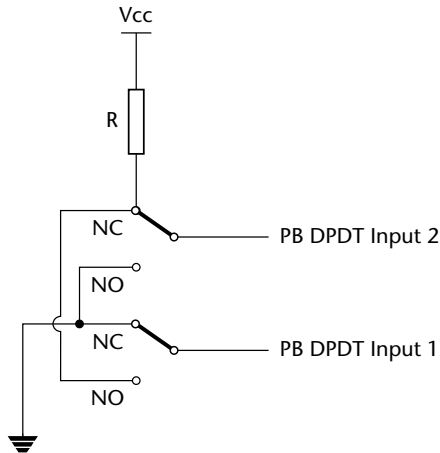 Vcc
R
NC
PB DPDT Input 2
NO
NC
PB DPDT Input 1
NO